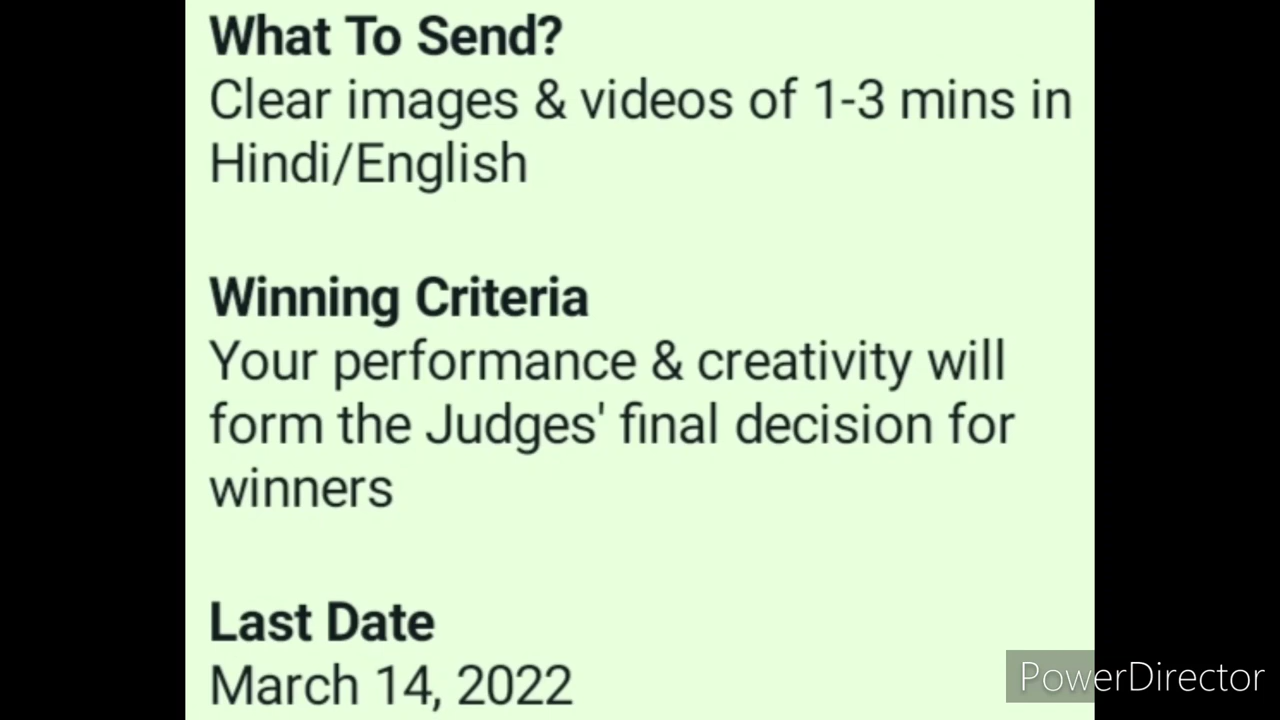 What To Send?
Clear images & videos of 1-3 mins in
Hindi/English
Winning Criteria
Your performance & creativity will
form the Judges' final decision for
winners
Last Date
March 14, 2022
PowerDirector